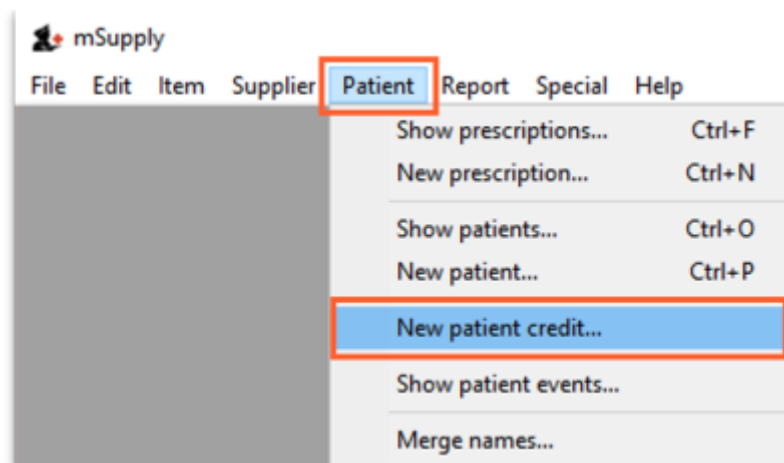 mSupply
File Edit Item Supplier Patient Report Special Help
Show prescriptions... Ctrl+F
New prescription... Ctrl+N
Show patients... Ctrl+O
New patient... Ctrl+P
New patient credit...
Show patient events...
Merge names...